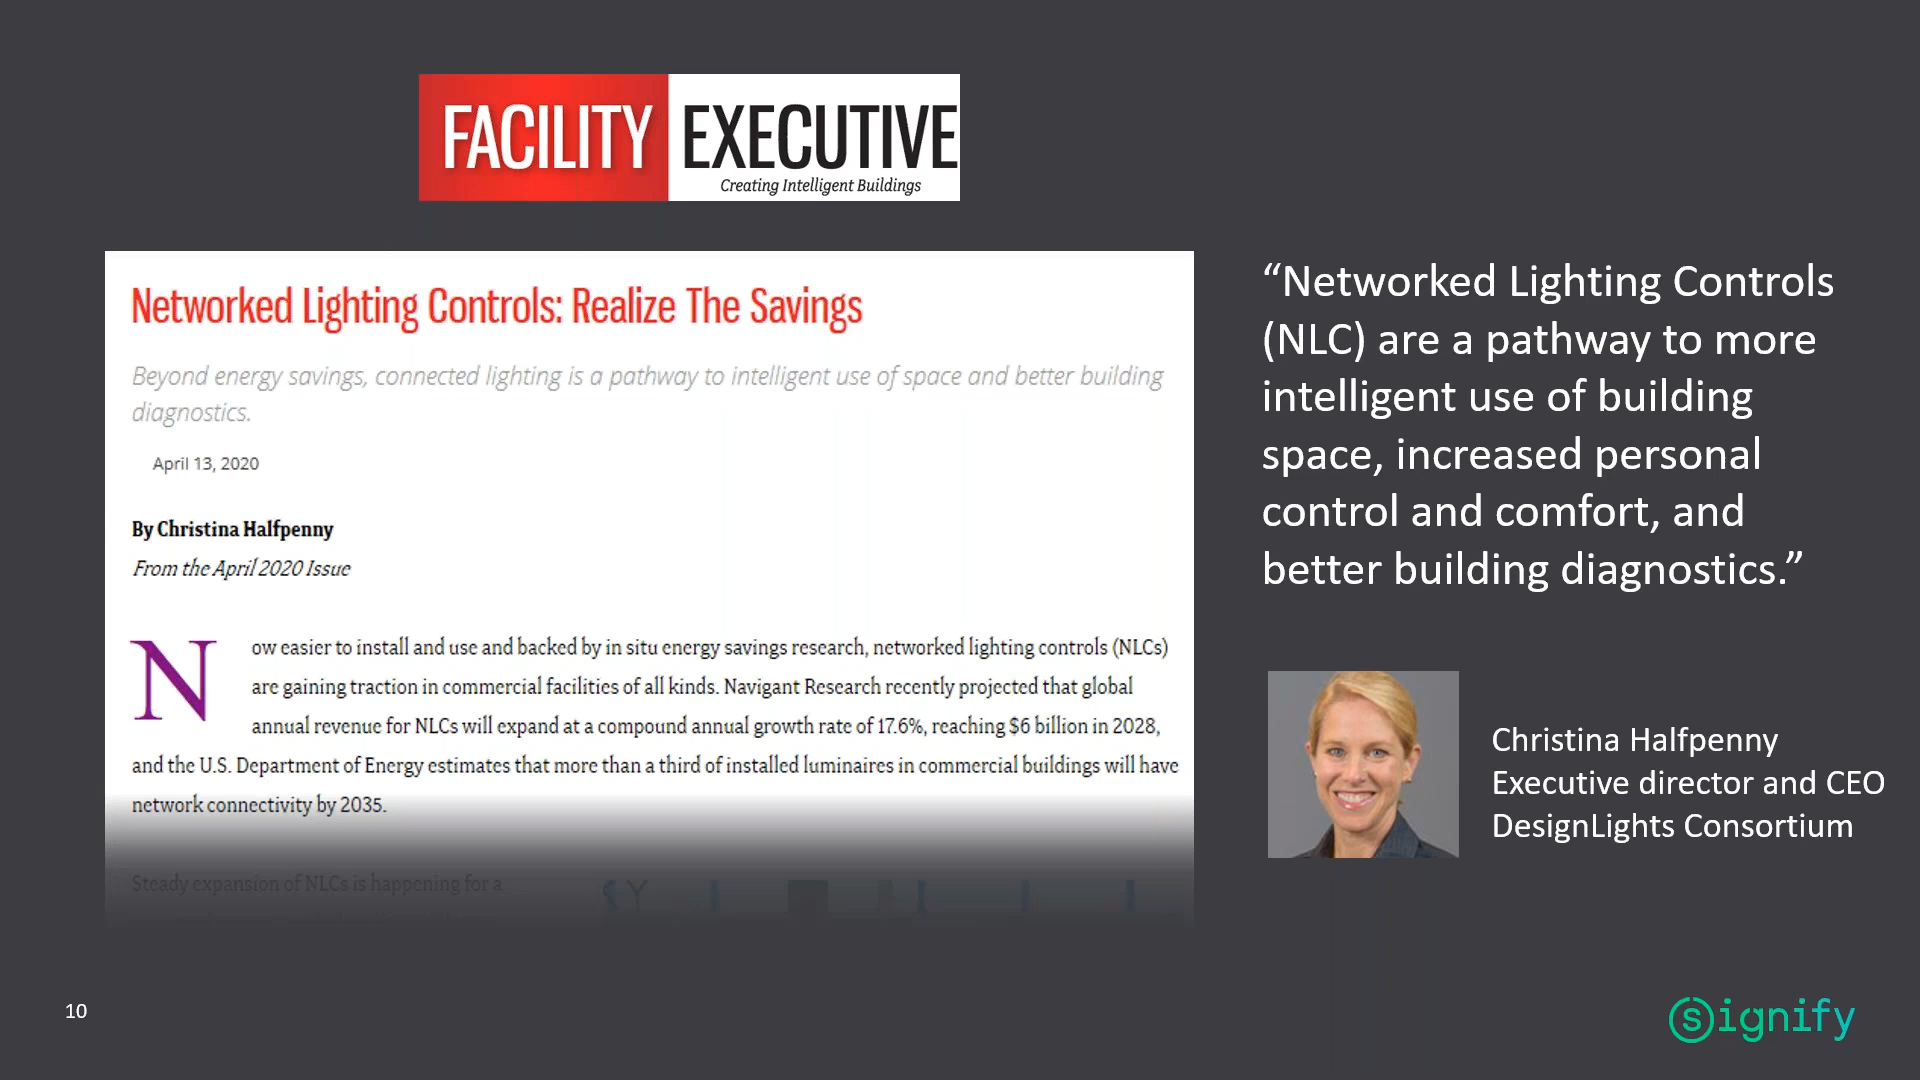 FACILITY EXECUTIVE
Creating Intelligent Buildings
Networked Lighting Controls: Realize The Savings
Beyond energy savings, connected lighting is a pathway to intelligent use of space and better building
diagnostics.
April 13, 2020
By Christina Halfpenny
From the April 2020 Issue
Now easier to install and use and backed by in situ energy savings research, networked lighting controls (NLCs)
are gaining traction in commercial facilities of all kinds. Navigant Research recently projected that global
annual revenue for NLCs will expand at a compound annual growth rate of 17.6%, reaching $6 billion in 2028,
and the U.S. Department of Energy estimates that more than a third of installed luminaires in commercial buildings will have
network connectivity by 2035.
Steady expansion of NLCs is happening for a
“Networked Lighting Controls
(NLC) are a pathway to more
intelligent use of building
space, increased personal
control and comfort, and
better building diagnostics.”
Christina Halfpenny
Executive director and CEO
DesignLights Consortium
10
Signify